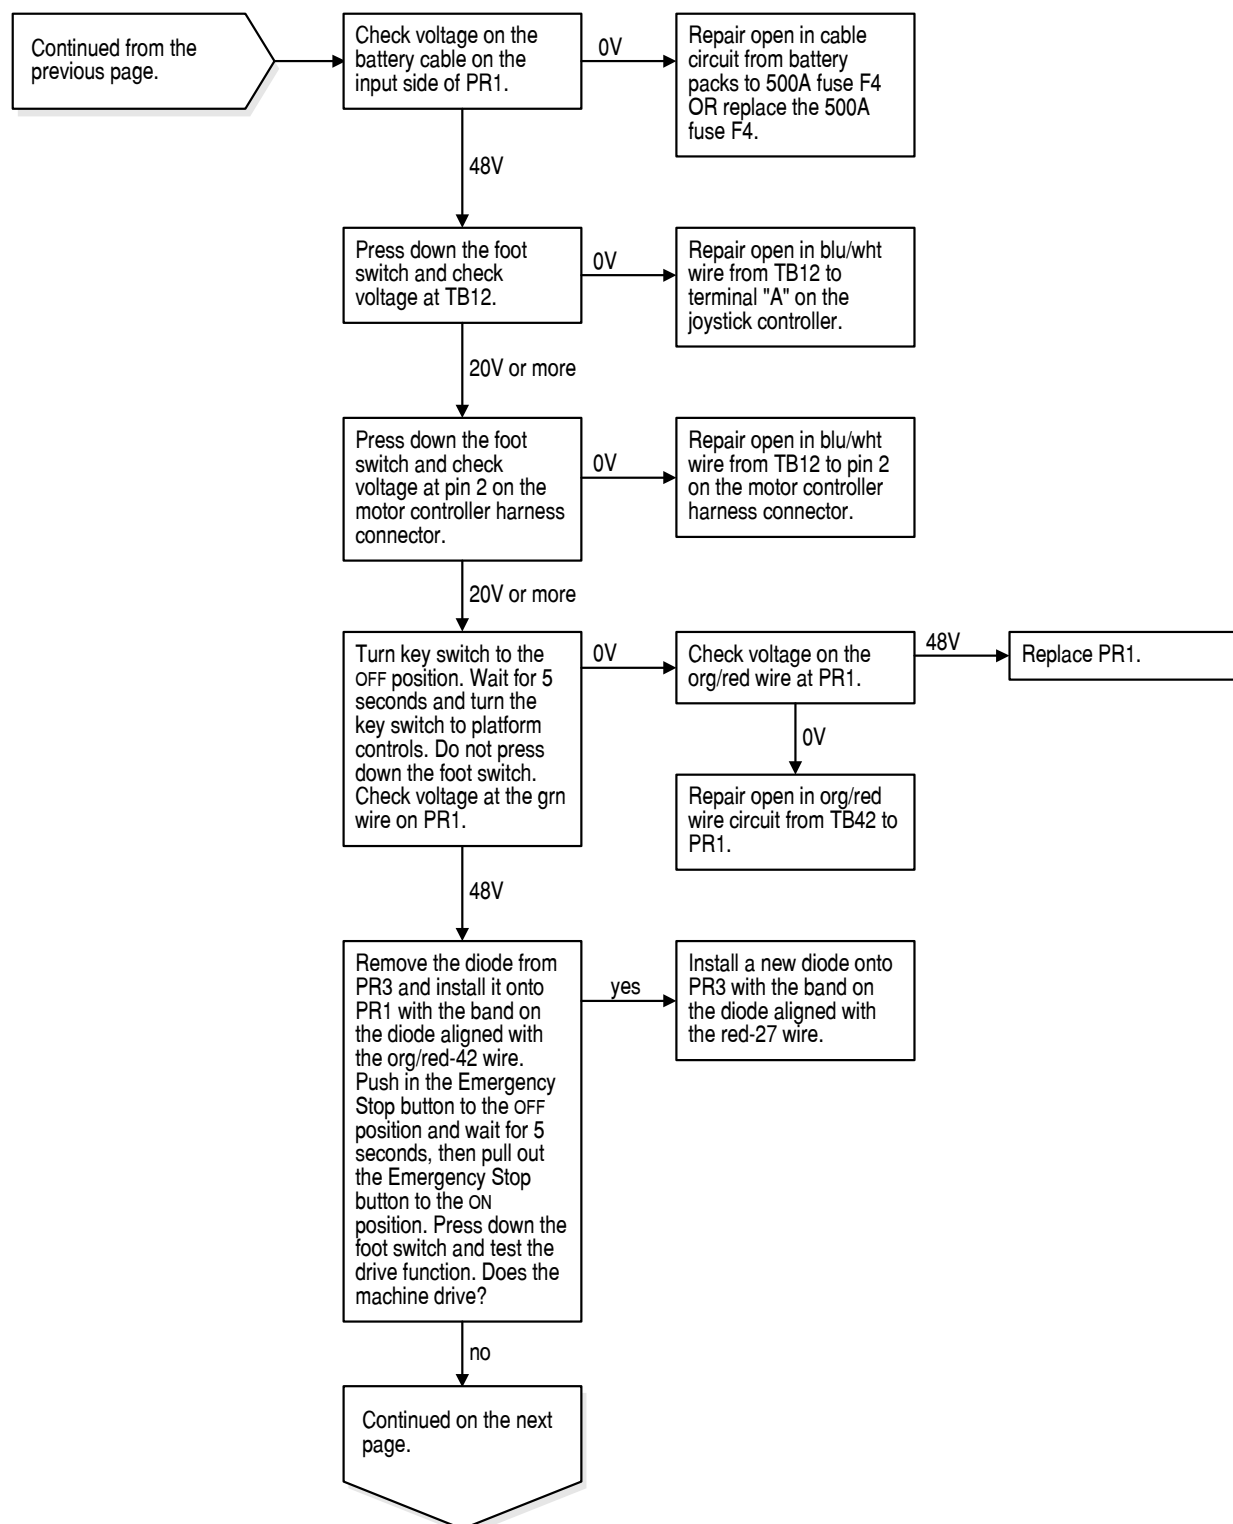 Continued from the
previous page.
Check voltage on the
battery cable on the
input side of PR1.
0V
Repair open in cable
circuit from battery
packs to 500A fuse F4
OR replace the 500A
fuse F4.
48V
Press down the foot
switch and check
voltage at TB12.
0V
Repair open in blu/wht
wire from TB12 to
terminal "A" on the
joystick controller.
20V or more
Press down the foot
switch and check
voltage at pin 2 on the
motor controller harness
connector.
0V
Repair open in blu/wht
wire from TB12 to pin 2
on the motor controller
harness connector.
20V or more
Turn key switch to the
OFF position. Wait for 5
seconds and turn the
key switch to platform
controls. Do not press
down the foot switch.
Check voltage at the grn
wire on PR1.
0V
Check voltage on the
org/red wire at PR1.
48V
Replace PR1.
0V
Repair open in org/red
wire circuit from TB42 to
PR1.
48V
Remove the diode from
PR3 and install it onto
PR1 with the band on
the diode aligned with
the org/red-42 wire.
Push in the Emergency
Stop button to the OFF
position and wait for 5
seconds, then pull out
the Emergency Stop
button to the ON
position. Press down the
foot switch and test the
drive function. Does the
machine drive?
yes
Install a new diode onto
PR3 with the band on
the diode aligned with
the red-27 wire.
no
Continued on the next
page.